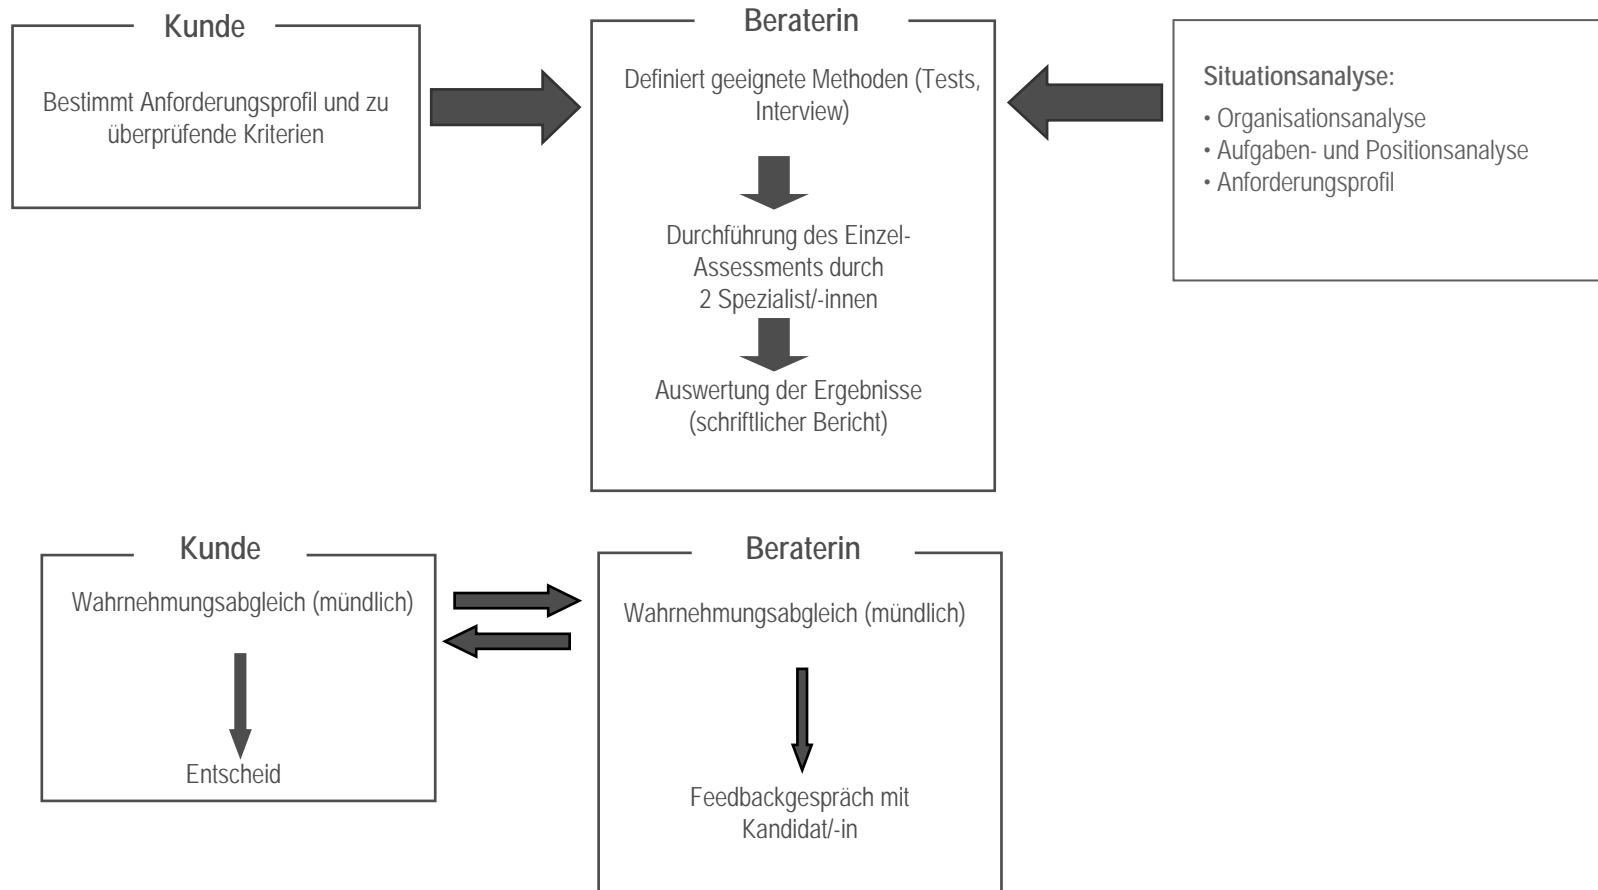 Kunde
Bestimmt Anforderungsprofil und zu
überprüfende Kriterien
Beraterin
Definiert geeignete Methoden (Tests,
Interview)
Durchführung des Einzel-
Assessments durch
2 Spezialist/-innen
Auswertung der Ergebnisse
(schriftlicher Bericht)
Situationsanalyse:
• Organisationsanalyse
• Aufgaben- und Positionsanalyse
• Anforderungsprofil
Kunde
Wahrnehmungsabgleich (mündlich)
Entscheid
Beraterin
Wahrnehmungsabgleich (mündlich)
Feedbackgespräch mit
Kandidat/-in